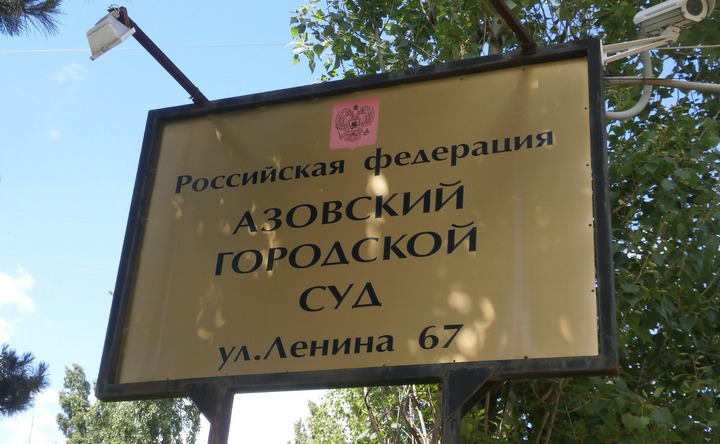 Российская федерация
АЗОВСКИЙ
ГОРОДСКОЙ
СУД
ул.Ленина 67